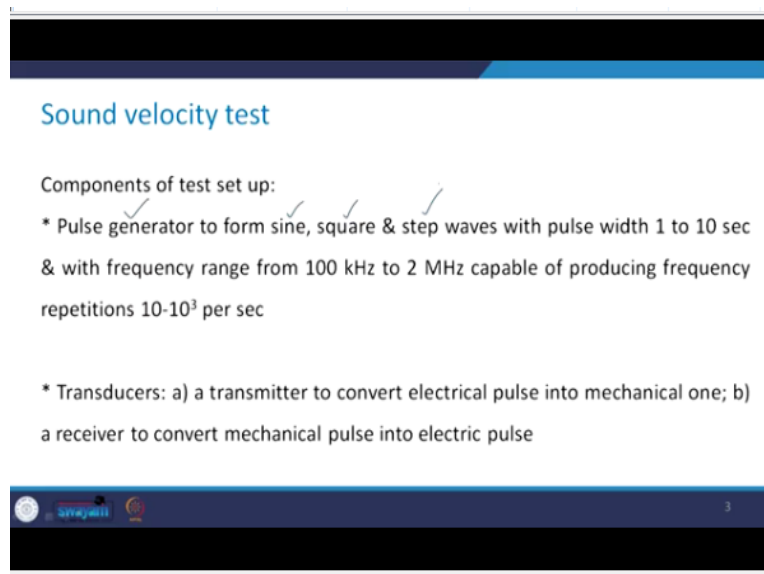 Sound velocity test
Components of test set up:
* Pulse generator to form sine, square & step waves with pulse width 1 to 10 sec
& with frequency range from 100 kHz to 2 MHz capable of producing frequency
repetitions 10-10³ per sec
* Transducers: a) a transmitter to convert electrical pulse into mechanical one; b)
a receiver to convert mechanical pulse into electric pulse
swayam
3